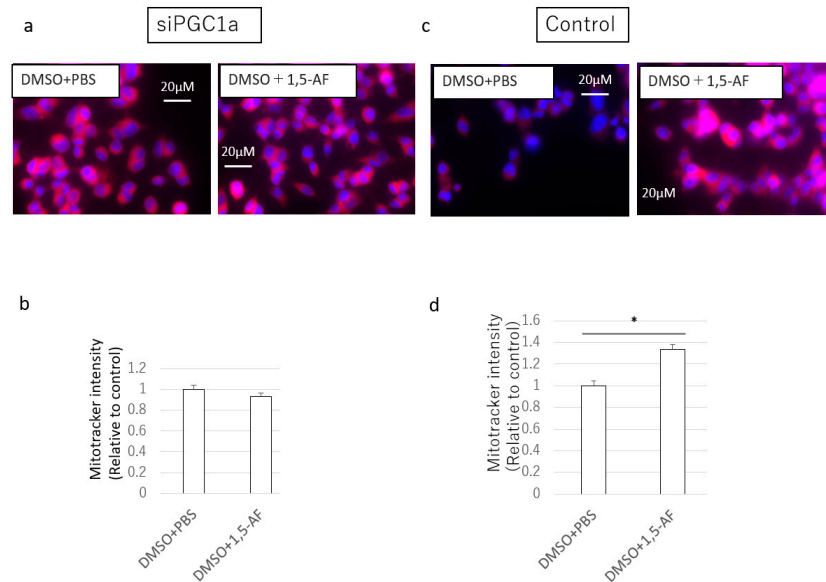 a
siPGC1a
c
Control
DMSO+PBS
20μM
DMSO＋1,5-AF
20μM
DMSO+PBS
20μM
DMSO＋1,5-AF
20μM
b
Mitotracker intensity
(Relative to control)
1.2
1
0.8
0.6
0.4
0.2
0
DMSO+PBS
DMSO+1,5-AF
d
Mitotracker intensity
(Relative to control)
1.6
1.4
1.2
1
0.8
0.6
0.4
0.2
0
*
DMSO+PBS
DMSO+1,5-AF